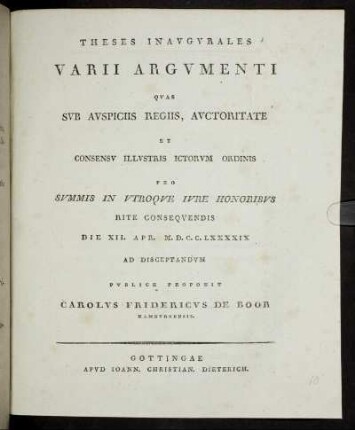 THESES INAVGVRALES
VARII ARGVMENTI
QVAS
SVB AVSPICIIS REGIIS, AVCTORITATE
ET
CONSENSV ILLVSTRIS ICTORVM ORDINIS
PRO
SVMMIS IN VTROQVE IVRE HONORIBVS
RITE CONSEQVENDIS
DIE XII. APR. M.D.C.C.LXXXXIX
AD DISCEPTANDVM
PVBLICE PROPONIT
CAROLVS FRIDERICVS DE BOOR
HAMBVRGENSIS.
GOTTINGAE
APVD IOANN. CHRISTIAN. DIETERICH.